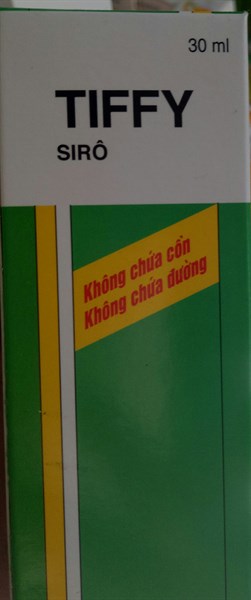 30 ml
TIFFY
SIRÔ
Không chứa cồn
Không chứa đường